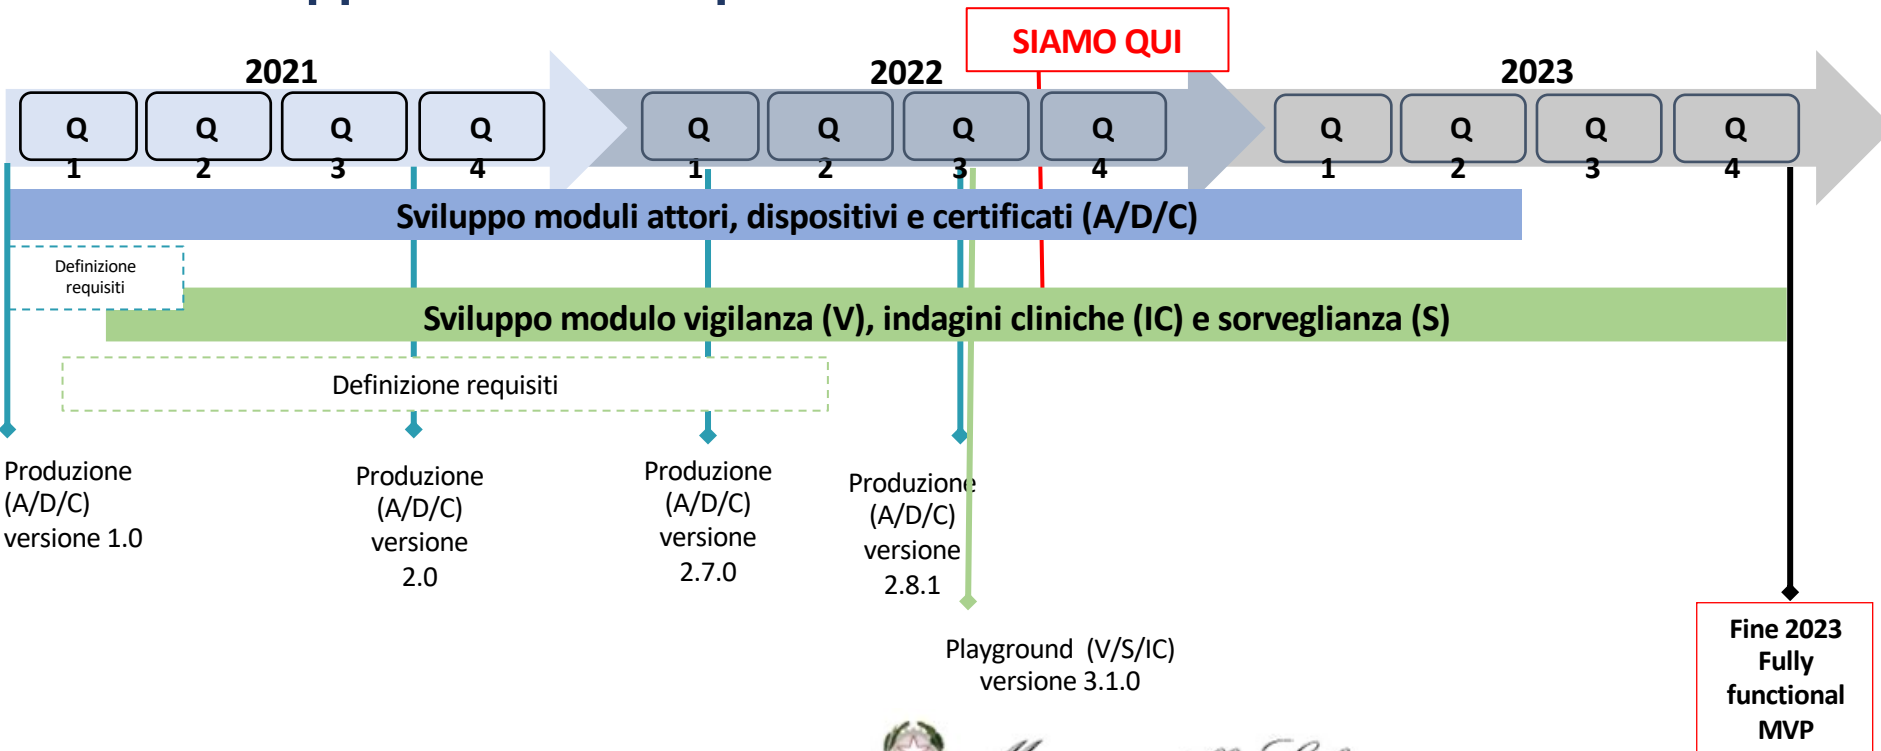 SIAMO QUI
2021
2022
2023
Q 1
Q 2
Q 3
Q 4
Q 1
Q 2
Q 3
Q 4
Q 1
Q 2
Q 3
Q 4
Sviluppo moduli attori, dispositivi e certificati (A/D/C)
Definizione
requisiti
Sviluppo modulo vigilanza (V), indagini cliniche (IC) e sorveglianza (S)
Definizione requisiti
Produzione
(A/D/C)
versione 1.0
Produzione
(A/D/C)
versione
2.0
Produzione
(A/D/C)
versione
2.7.0
Produzione
(A/D/C)
versione
2.8.1
Playground (V/S/IC)
versione 3.1.0
Fine 2023
Fully
functional
MVP